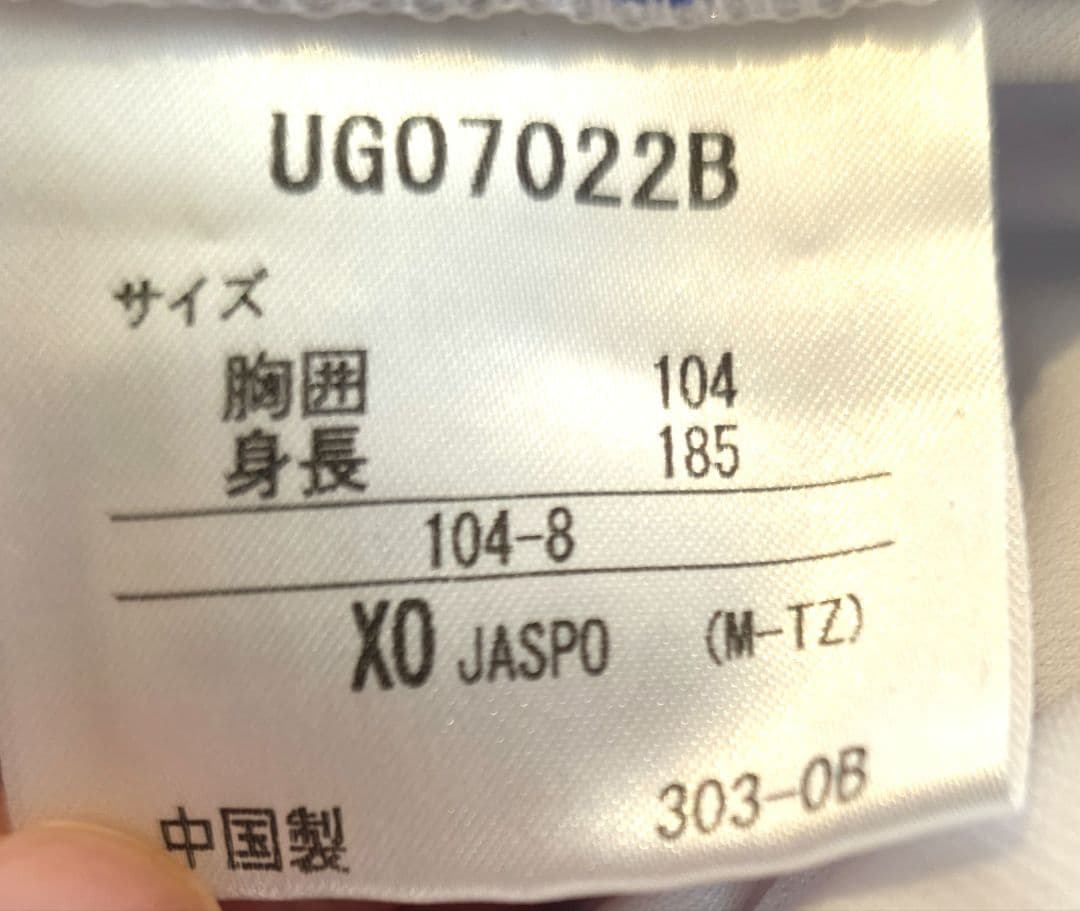 UG07022B
サイズ
胸囲 104
身長 185
104-8
XO JASPO (M-TZ)
303-0B
中国製